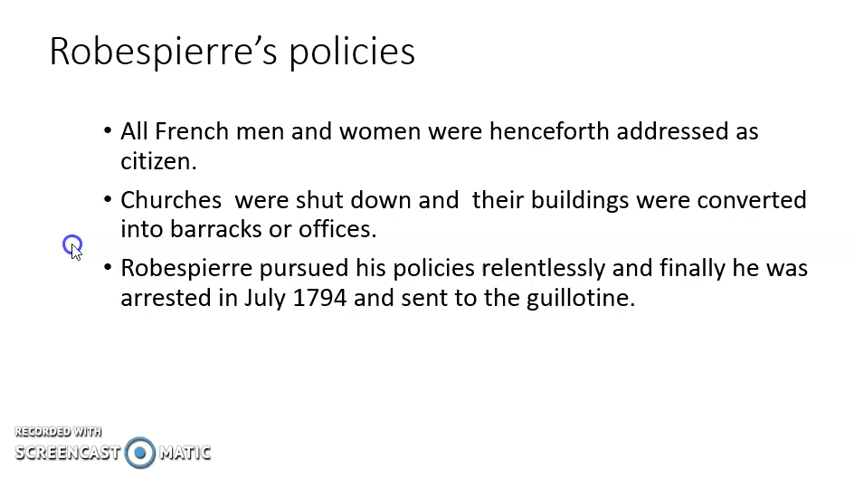 Robespierre’s policies
• All French men and women were henceforth addressed as
citizen.
• Churches  were shut down and  their buildings were converted
into barracks or offices.
• Robespierre pursued his policies relentlessly and finally he was
arrested in July 1794 and sent to the guillotine.
RECORDED WITH
SCREENCAST MATIC